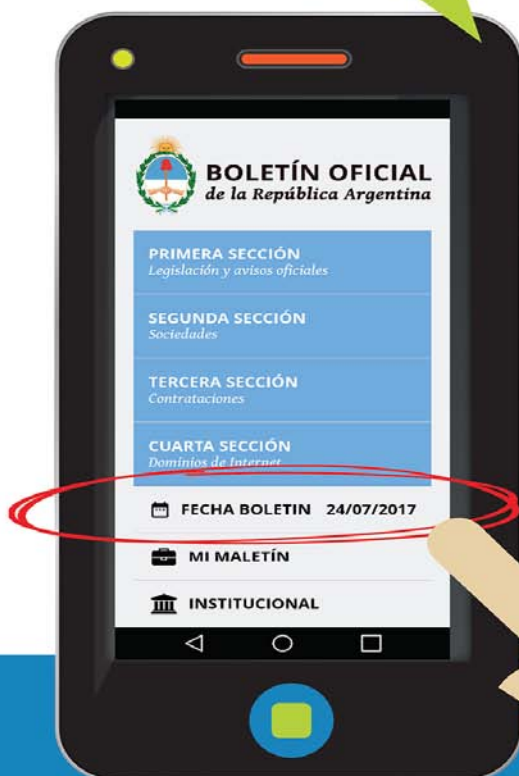 BOLETÍN OFICIAL
de la República Argentina
PRIMERA SECCIÓN
Legislación y avisos oficiales
SEGUNDA SECCIÓN
Sociedades
TERCERA SECCIÓN
Contrataciones
CUARTA SECCIÓN
Dominios de Internet
FECHA BOLETIN 24/07/2017
MI MALETÍN
INSTITUCIONAL